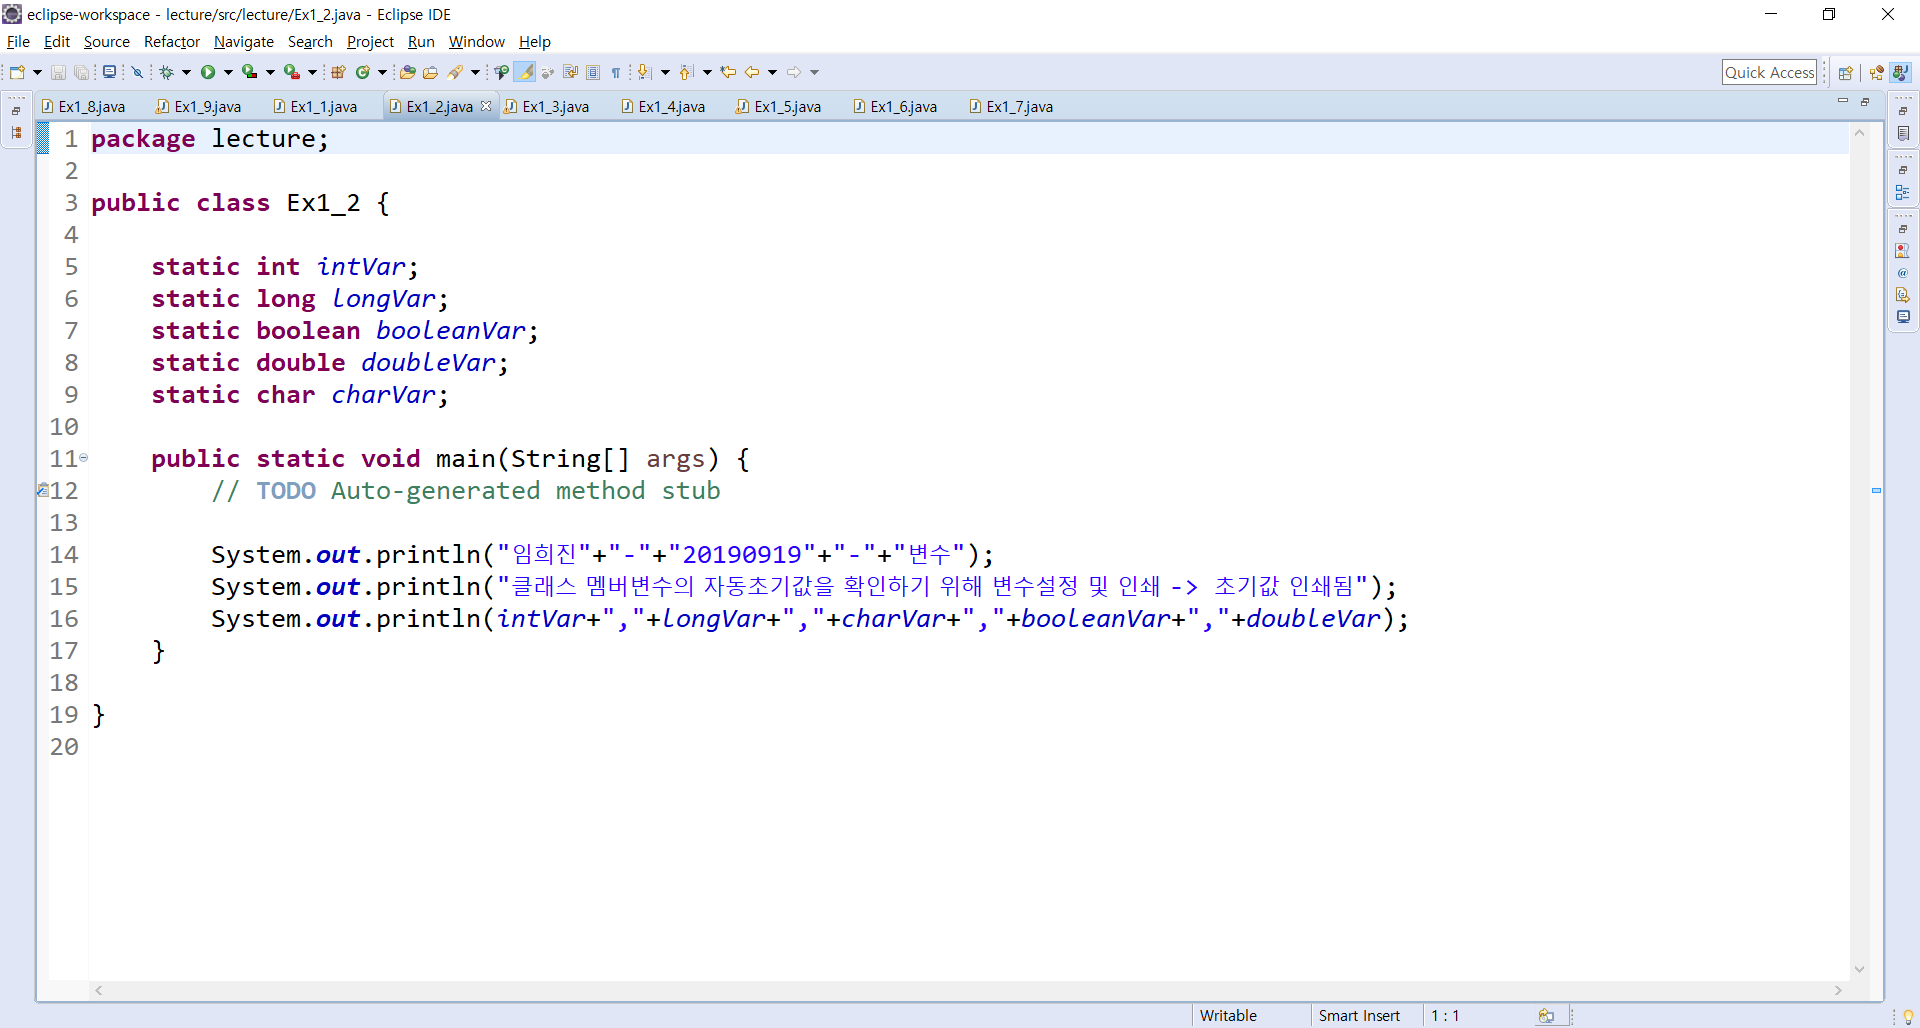 eclipse-workspace - lecture/src/lecture/Ex1_2.java - Eclipse IDE
File Edit Source Refactor Navigate Search Project Run Window Help
Quick Access
Ex1_8.java Ex1_9.java Ex1_1.java Ex1_2.java Ex1_3.java Ex1_4.java Ex1_5.java Ex1_6.java Ex1_7.java
1 package lecture;
2
3 public class Ex1_2 {
4
5     static int intVar;
6     static long longVar;
7     static boolean booleanVar;
8     static double doubleVar;
9     static char charVar;
10
11     public static void main(String[] args) {
12         // TODO Auto-generated method stub
13
14         System.out.println("임희진"+"-"+"20190919"+"-"+"변수");
15         System.out.println("클래스 멤버변수의 자동초기값을 확인하기 위해 변수설정 및 인쇄 -> 초기값 인쇄됨");
16         System.out.println(intVar+","+longVar+","+charVar+","+booleanVar+","+doubleVar);
17     }
18
19 }
20
Writable Smart Insert 1 : 1